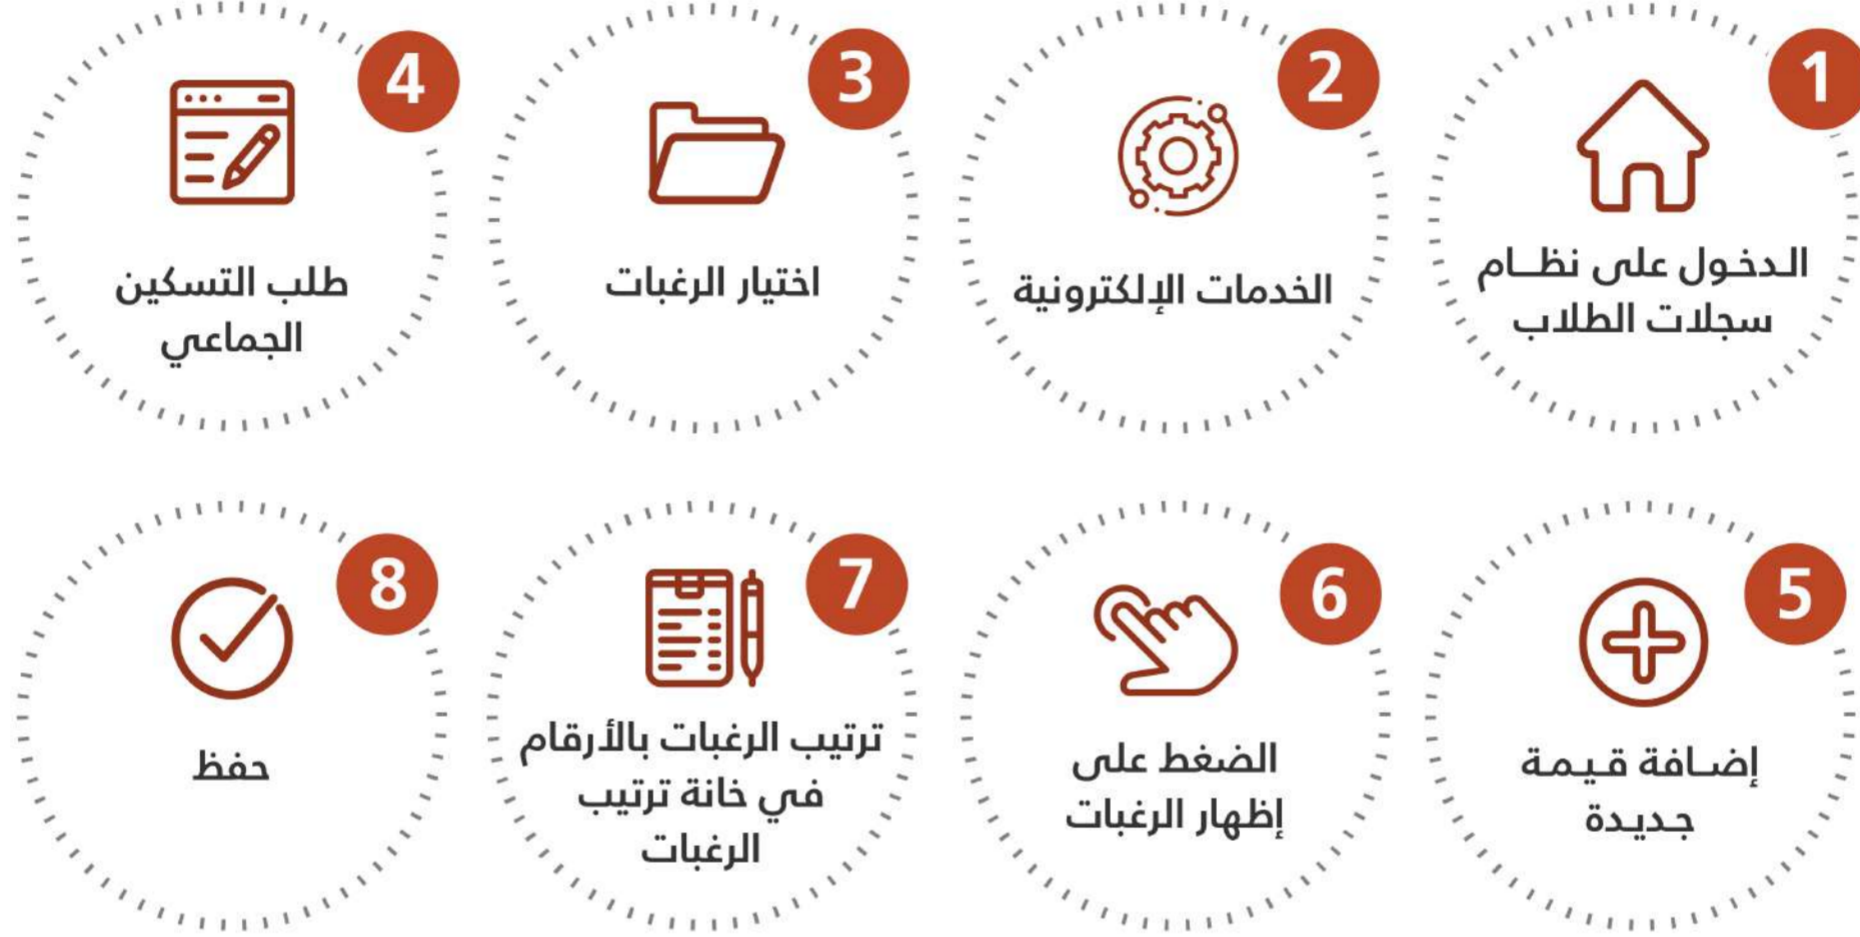 1
الدخول على نظام
سجلات الطلاب
2
الخدمات الإلكترونية
3
اختيار الرغبات
4
طلب التسكين
الجماعي
5
إضافة قيمة
جديدة
6
الضغط على
إظهار الرغبات
7
ترتيب الرغبات بالأرقام
في خانة ترتيب
الرغبات
8
حفظ